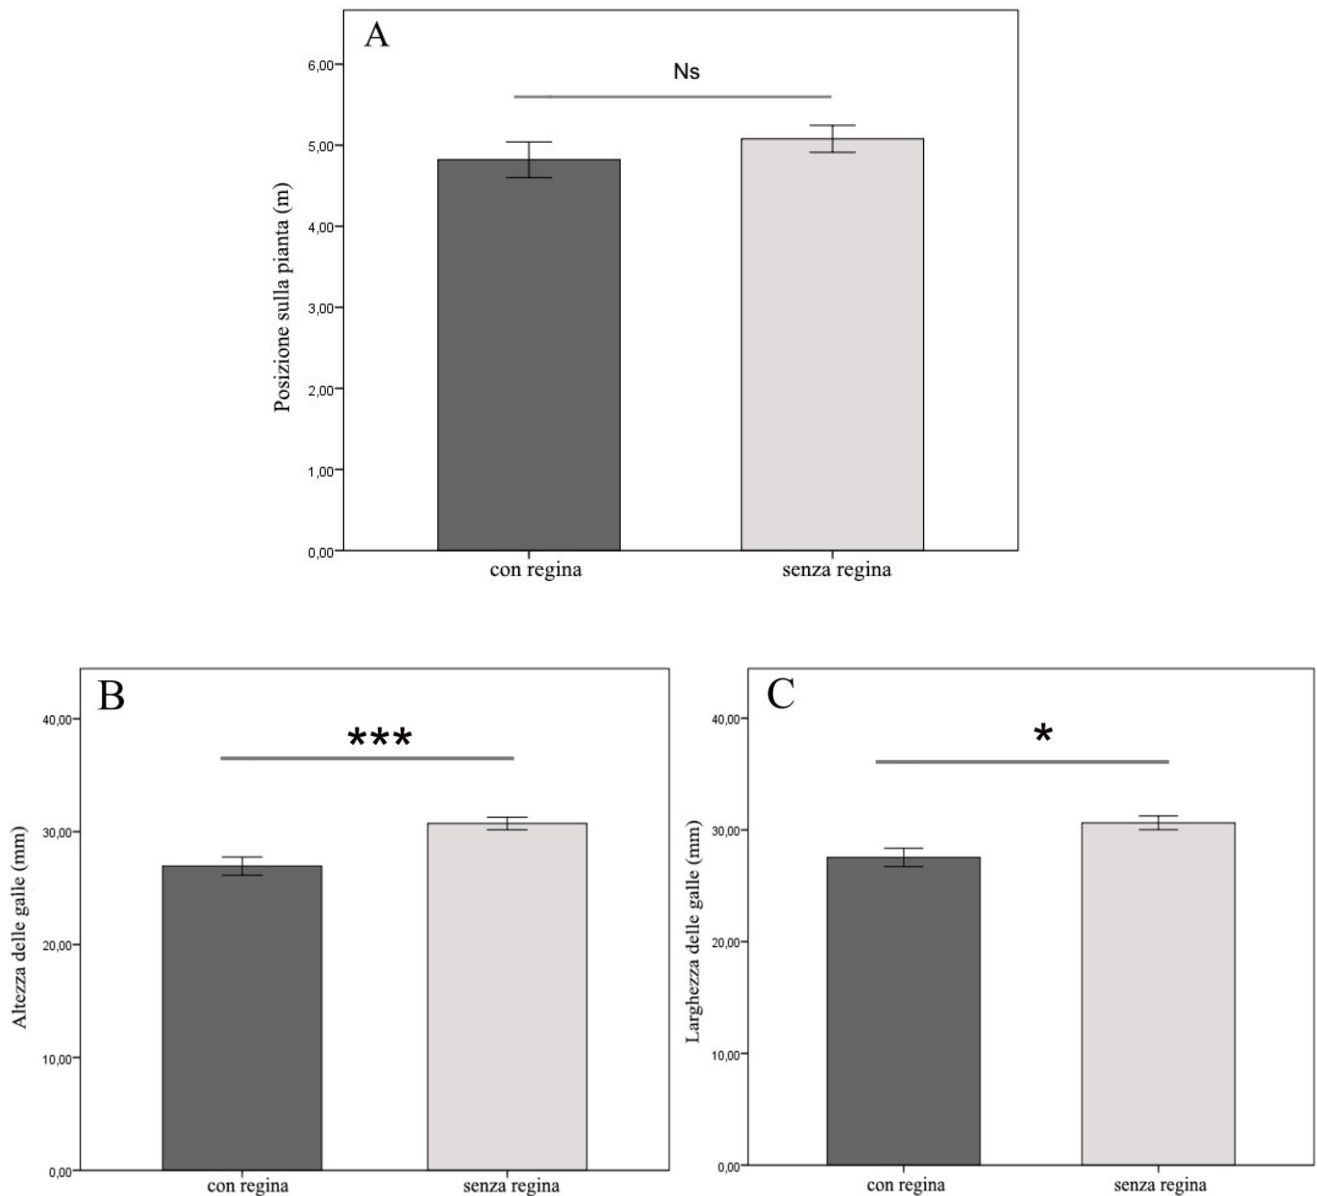 A
Ns
6,00
5,00
4,00
3,00
2,00
1,00
0,00
Posizione sulla pianta (m)
con regina
senza regina
B
***
40,00
30,00
20,00
10,00
0,00
Altezza delle galle (mm)
con regina
senza regina
C
*
40,00
30,00
20,00
10,00
0,00
Larghezza delle galle (mm)
con regina
senza regina